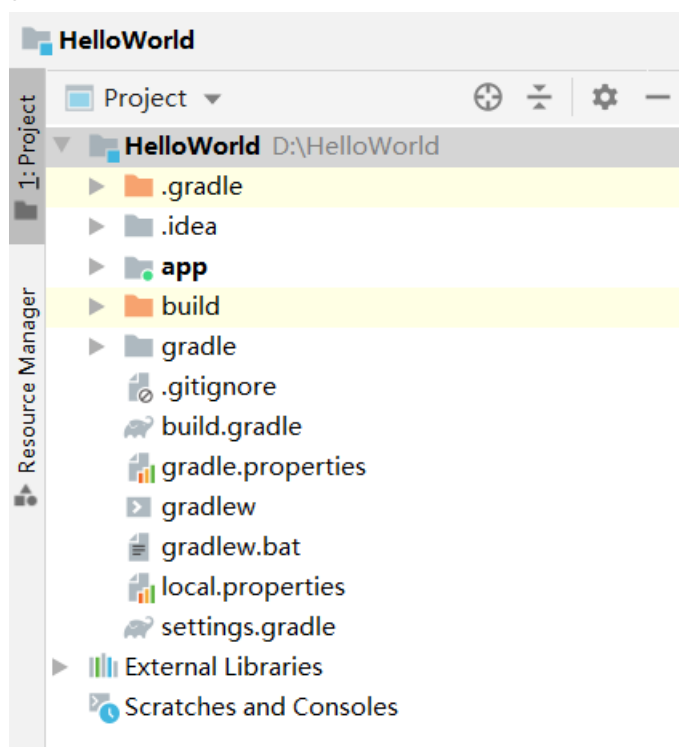 HelloWorld
1: Project
Resource Manager
Project
HelloWorld D:\HelloWorld
.gradle
.idea
app
build
gradle
.gitignore
build.gradle
gradle.properties
gradlew
gradlew.bat
local.properties
settings.gradle
External Libraries
Scratches and Consoles